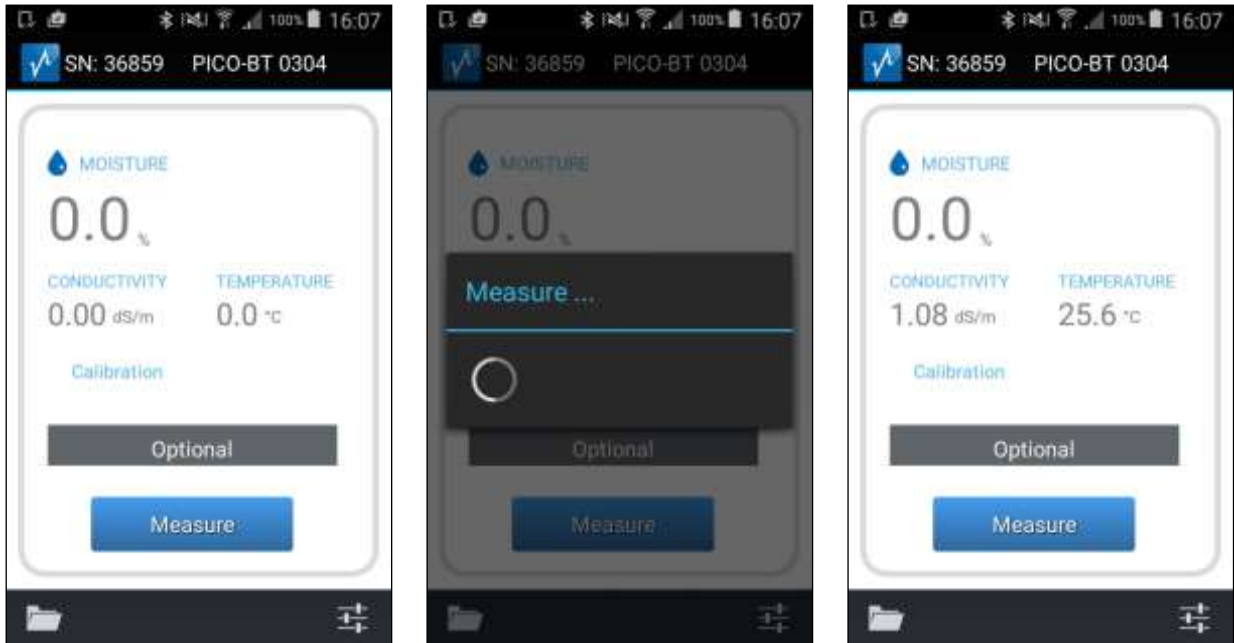 100% 16:07
SN: 36859 PICO-BT 0304
MOISTURE
0.0 %
CONDUCTIVITY TEMPERATURE
0.00 dS/m 0.0 °C
Calibration
Optional
Measure
100% 16:07
SN: 36859 PICO-BT 0304
MOISTURE
0.0 %
Measure ...
Optional
Measure
100% 16:07
SN: 36859 PICO-BT 0304
MOISTURE
0.0 %
CONDUCTIVITY TEMPERATURE
1.08 dS/m 25.6 °C
Calibration
Optional
Measure